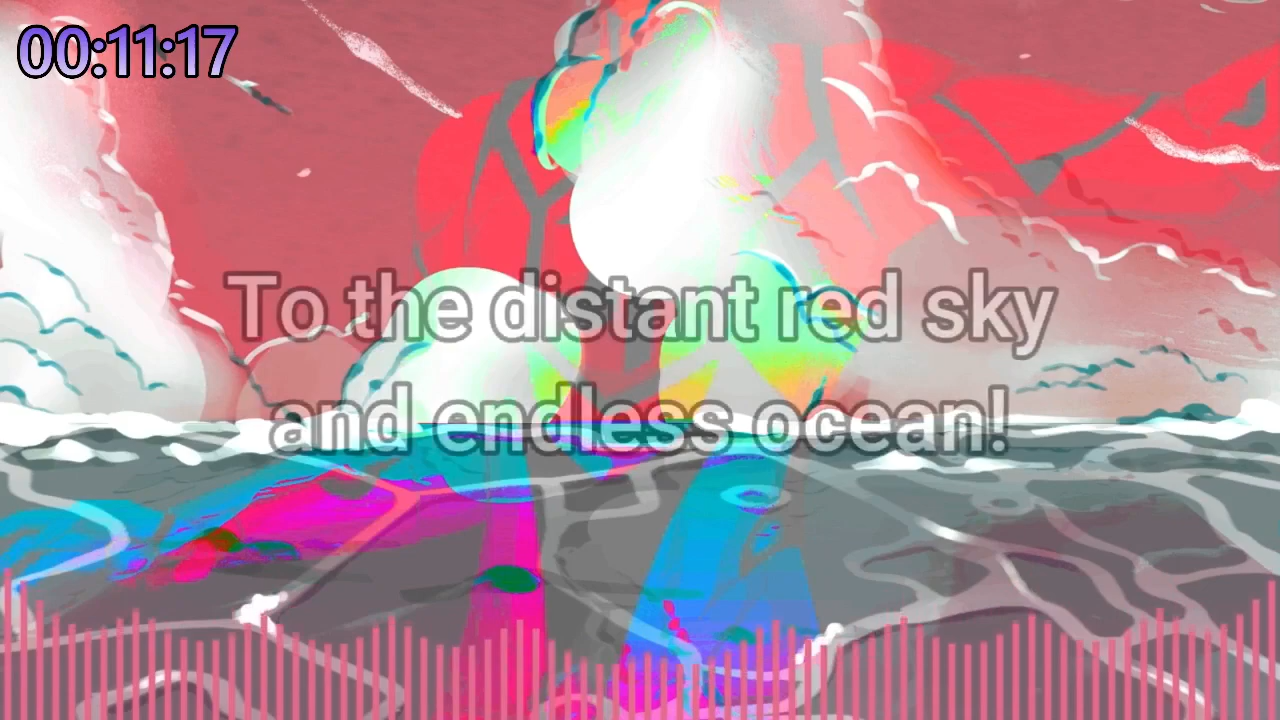 00:11:17
To the distant red sky
and endless ocean!